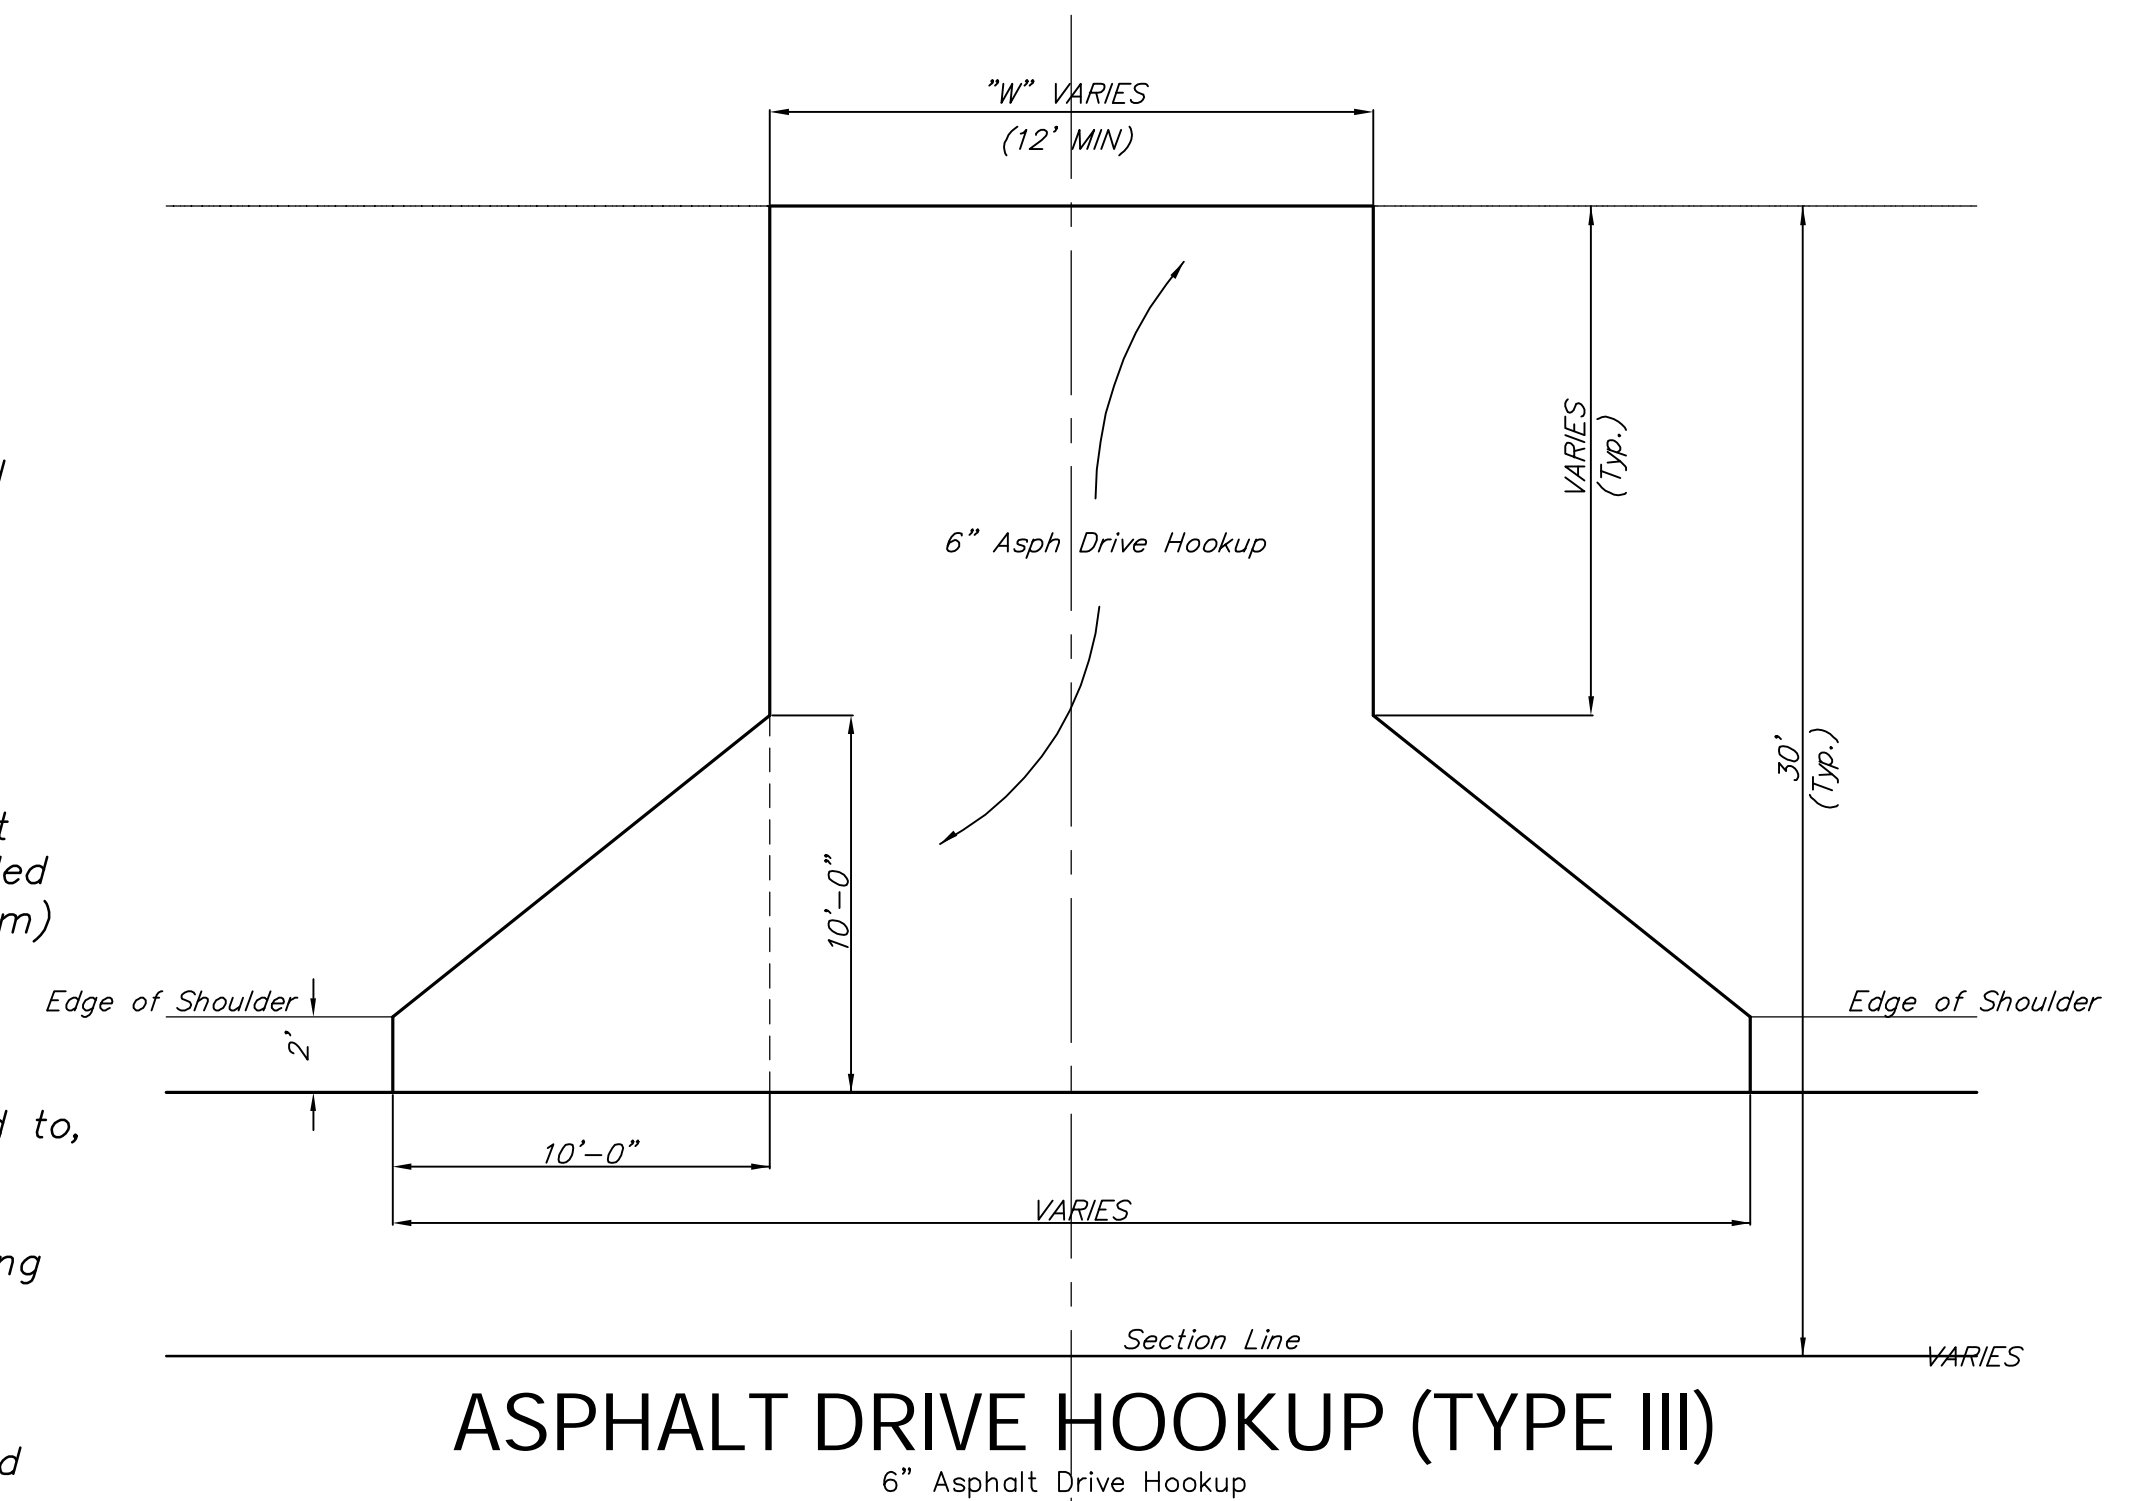 "W" VARIES
(12' MIN)
VARIES
(Typ.)
6" Asph Drive Hookup
30'
(Typ.)
10'-0"
Edge of Shoulder
Edge of Shoulder
2'
10'-0"
VARIES
Section Line
VARIES
ASPHALT DRIVE HOOKUP (TYPE III)
6" Asphalt Drive Hookup
to,